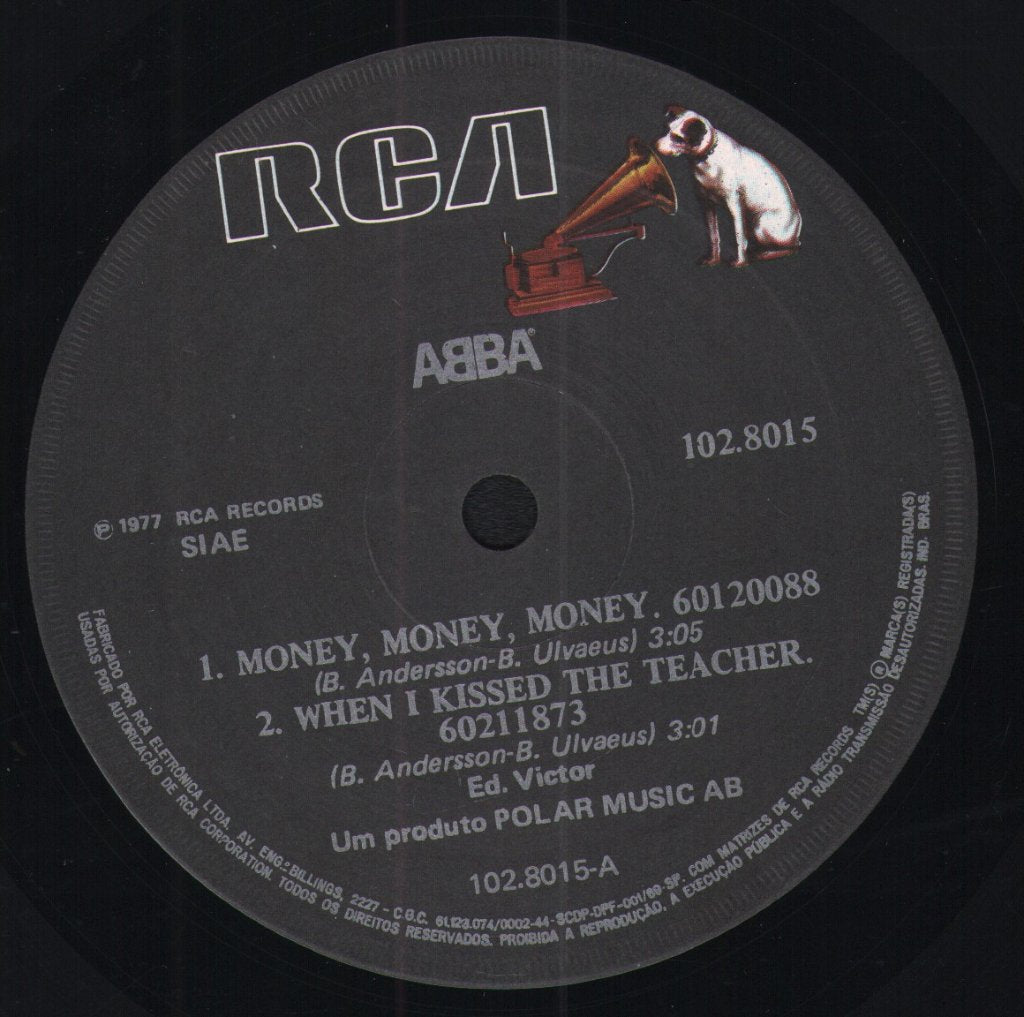 RCA
ABBA®
102.8015
℗ 1977 RCA RECORDS
SIAE
1. MONEY, MONEY, MONEY. 60120088
(B. Andersson-B. Ulvaeus) 3:05
2. WHEN I KISSED THE TEACHER.
60211873
(B. Andersson-B. Ulvaeus) 3:01
Ed. Victor
Um produto POLAR MUSIC AB
102.8015-A
FABRICADO POR RCA ELETRÔNICA LTDA. AV. ENG.º BILLINGS, 2227 - C.G.C. 61.123.074/0002-44-SCDP-DPF-001/69-SP. COM MATRIZES DE RCA RECORDS TM(S) ® MARCA(S) REGISTRADA(S)
USADAS POR AUTORIZAÇÃO DE RCA CORPORATION. TODOS OS DIREITOS RESERVADOS. PROIBIDA A REPRODUÇÃO, A EXECUÇÃO PÚBLICA E A RÁDIO TRANSMISSÃO DESAUTORIZADAS. IND. BRAS.